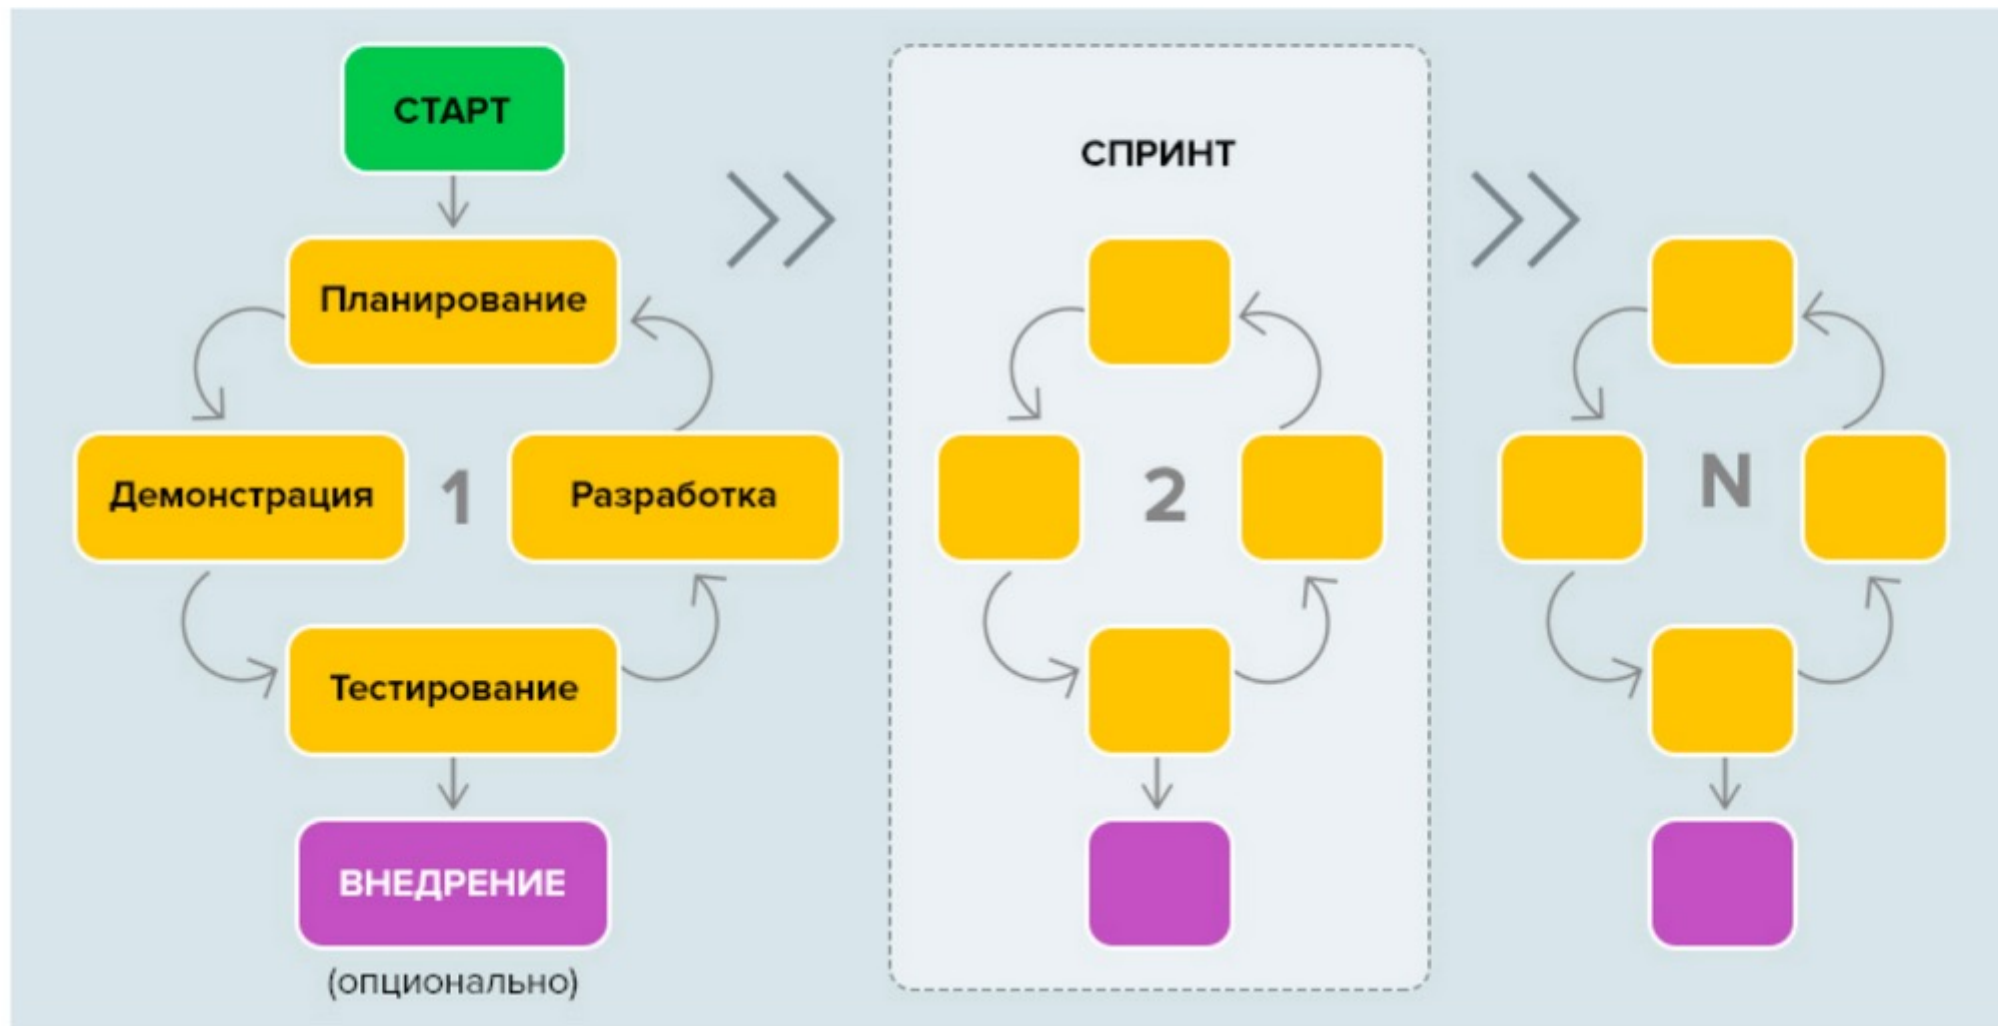 СТАРТ
Планирование
Демонстрация
1
Разработка
Тестирование
ВНЕДРЕНИЕ
(опционально)
СПРИНТ
2
N